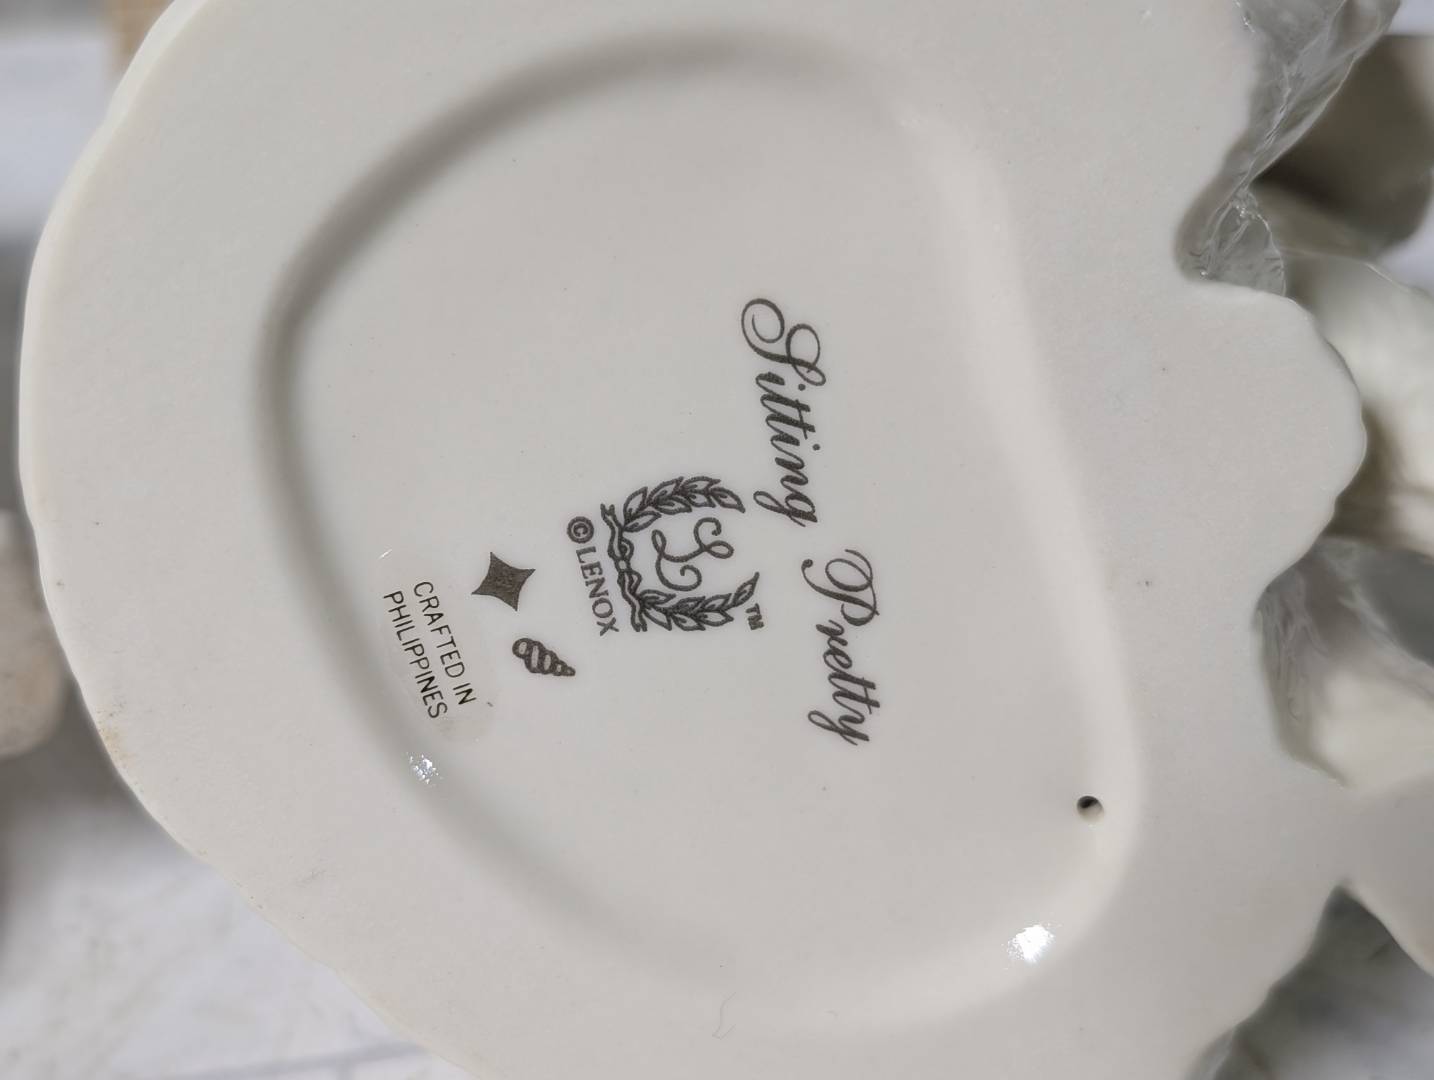 Sitting Pretty
L ™
© LENOX
CRAFTED IN
PHILIPPINES